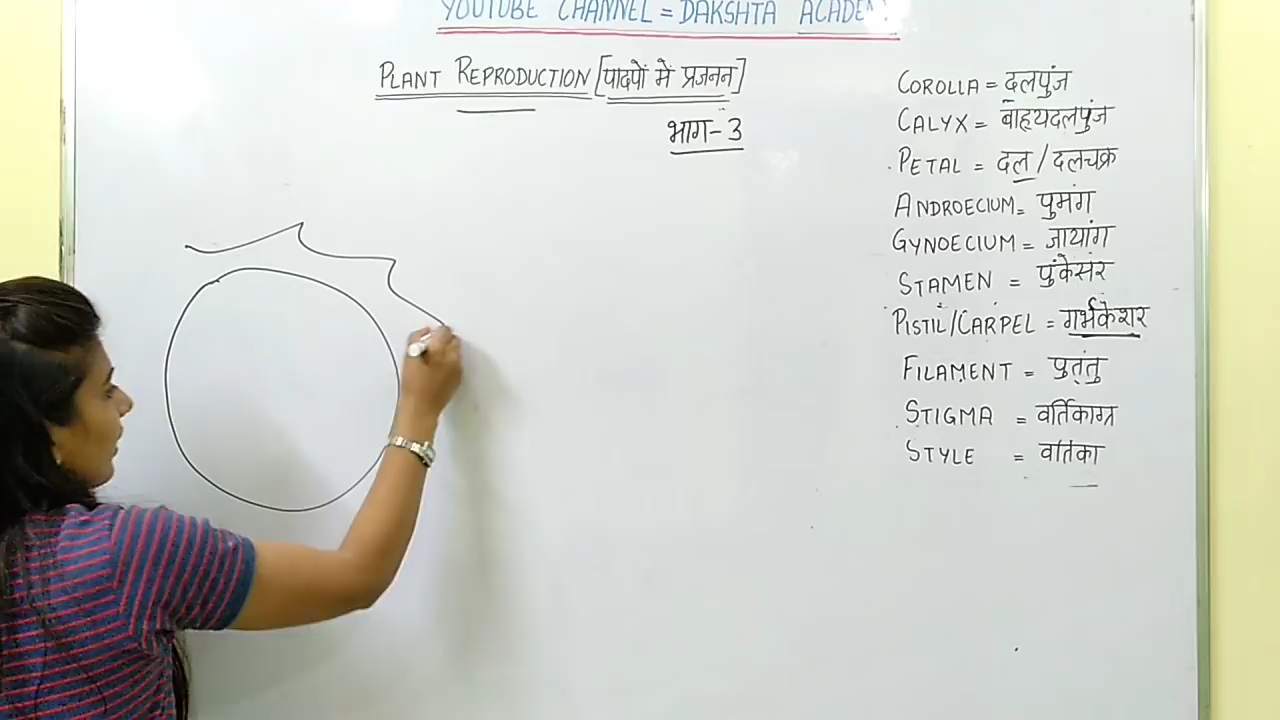 YOUTUBE CHANNEL = DAKSHTA ACADEM
PLANT REPRODUCTION [पादपों में प्रजनन]
भाग-3
COROLLA = दलपुंज
CALYX = बाह्यदलपुंज
PETAL = दल/दलचक्र
ANDROECIUM = पुमंग
GYNOECIUM = जायांग
STAMEN = पुंकेसर
PISTIL/CARPEL = गर्भकेशर
FILAMENT = पुतंतु
STIGMA = वर्तिकाग्र
STYLE = वर्तिका